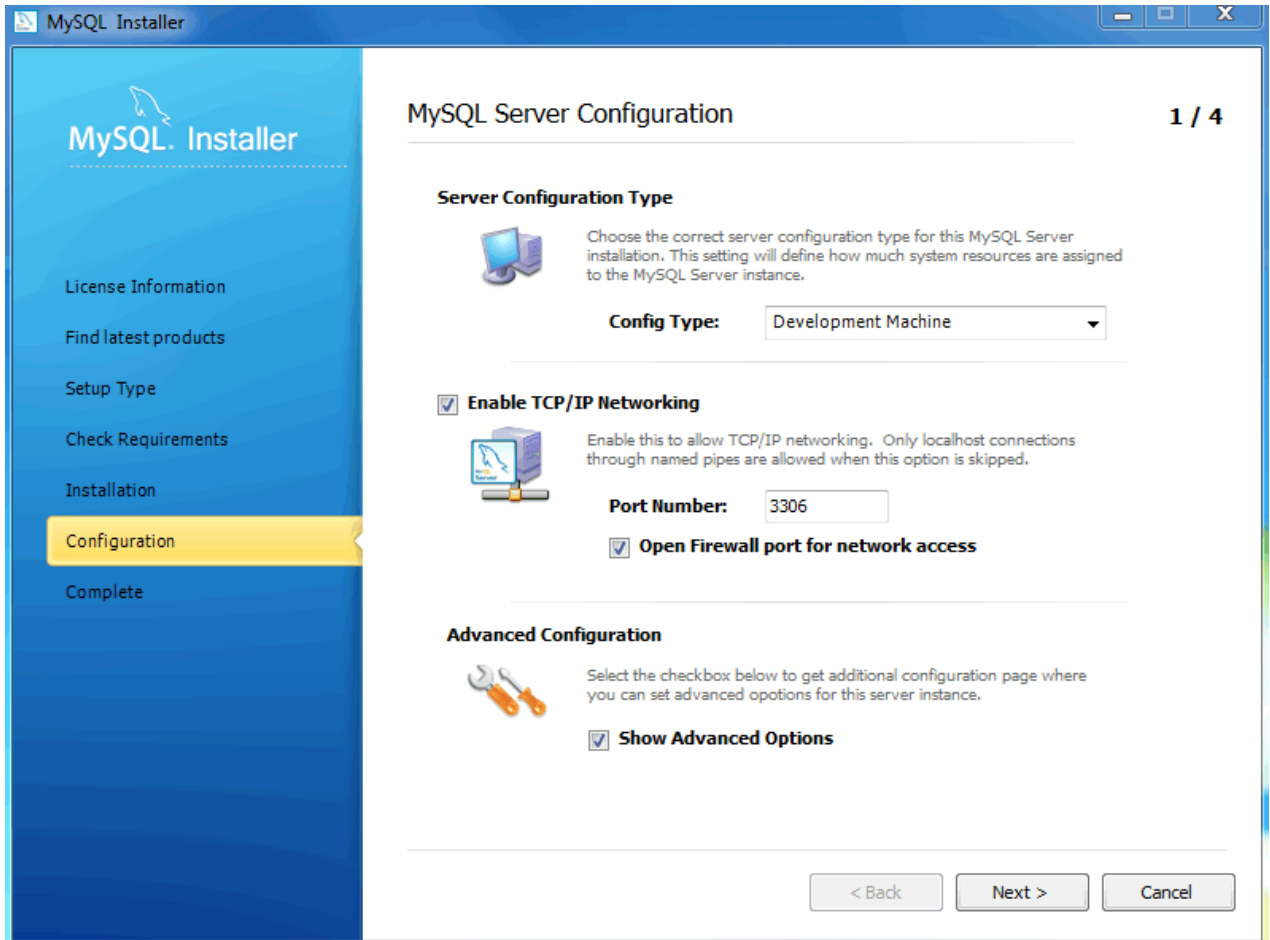 MySQL Installer
MySQL. Installer
License Information
Find latest products
Setup Type
Check Requirements
Installation
Configuration
Complete
MySQL Server Configuration
1 / 4
Server Configuration Type
Choose the correct server configuration type for this MySQL Server
installation. This setting will define how much system resources are assigned
to the MySQL Server instance.
Config Type:
Development Machine
Enable TCP/IP Networking
Enable this to allow TCP/IP networking. Only localhost connections
through named pipes are allowed when this option is skipped.
Port Number:
3306
Open Firewall port for network access
Advanced Configuration
Select the checkbox below to get additional configuration page where
you can set advanced opotions for this server instance.
Show Advanced Options
< Back
Next >
Cancel